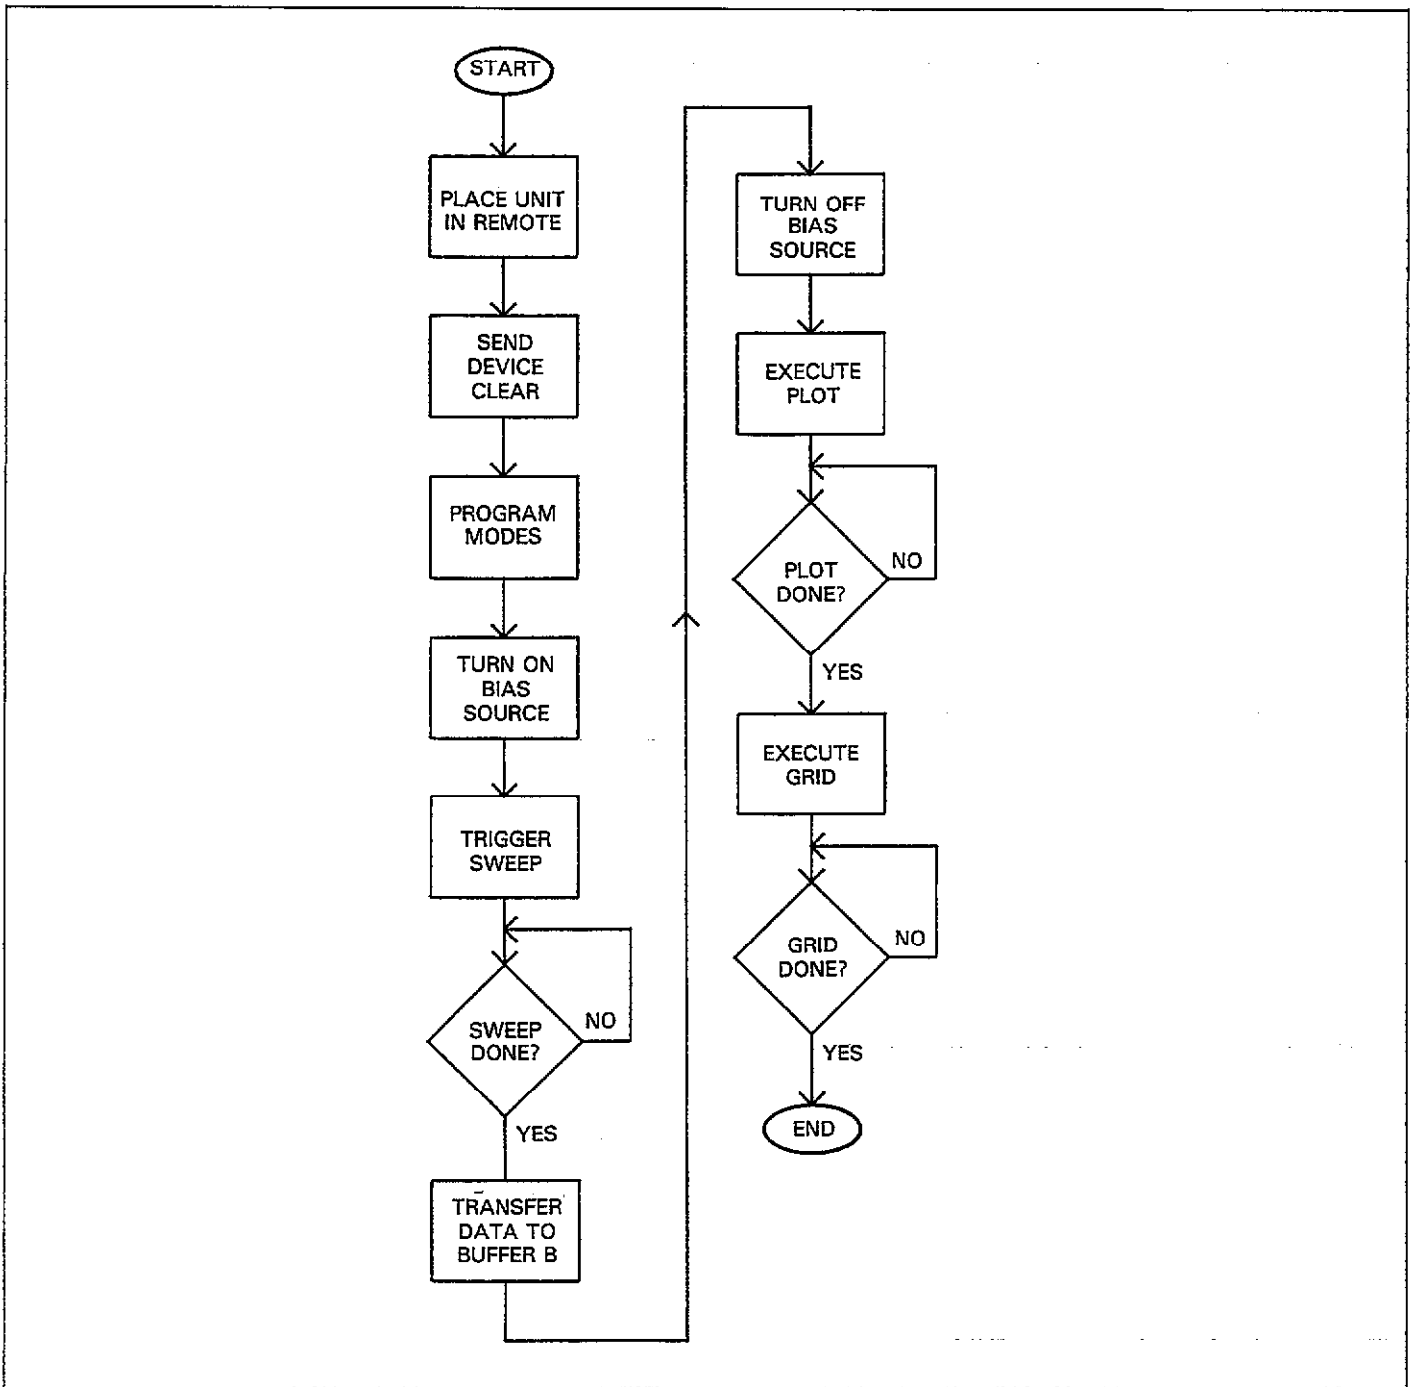 START
PLACE UNIT
IN REMOTE
SEND
DEVICE
CLEAR
PROGRAM
MODES
TURN ON
BIAS
SOURCE
TRIGGER
SWEEP
SWEEP
DONE?
NO
YES
TRANSFER
DATA TO
BUFFER B
TURN OFF
BIAS
SOURCE
EXECUTE
PLOT
PLOT
DONE?
NO
YES
EXECUTE
GRID
GRID
DONE?
NO
YES
END